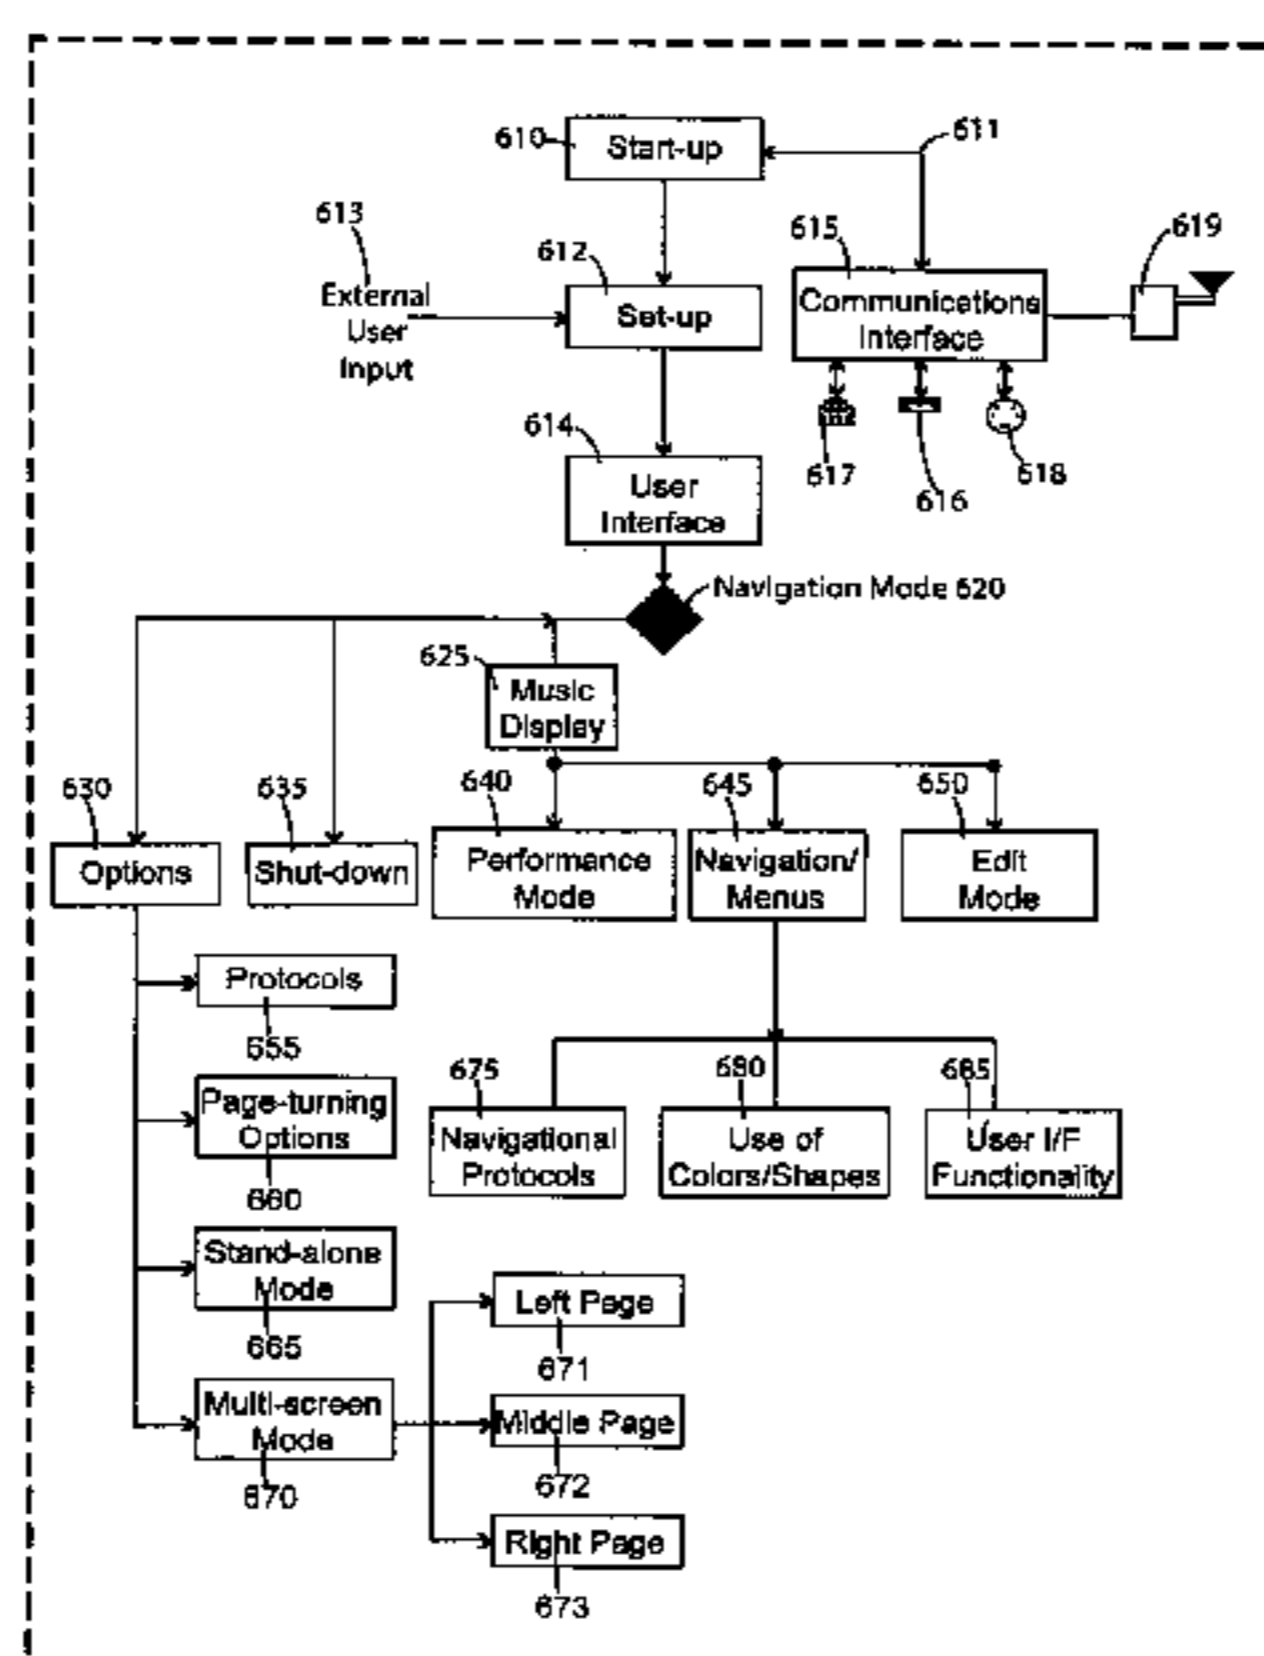 610
Start-up
611
613
External
User
Input
612
Set-up
615
Communications
Interface
619
617
616
618
614
User
Interface
Navigation Mode 620
625
Music
Display
630
Options
635
Shut-down
640
Performance
Mode
645
Navigation/
Menus
650
Edit
Mode
Protocols
655
Page-turning
Options
660
Stand-alone
Mode
665
Multi-screen
Mode
670
675
Navigational
Protocols
680
Use of
Colors/Shapes
685
User I/F
Functionality
Left Page
671
Middle Page
672
Right Page
673